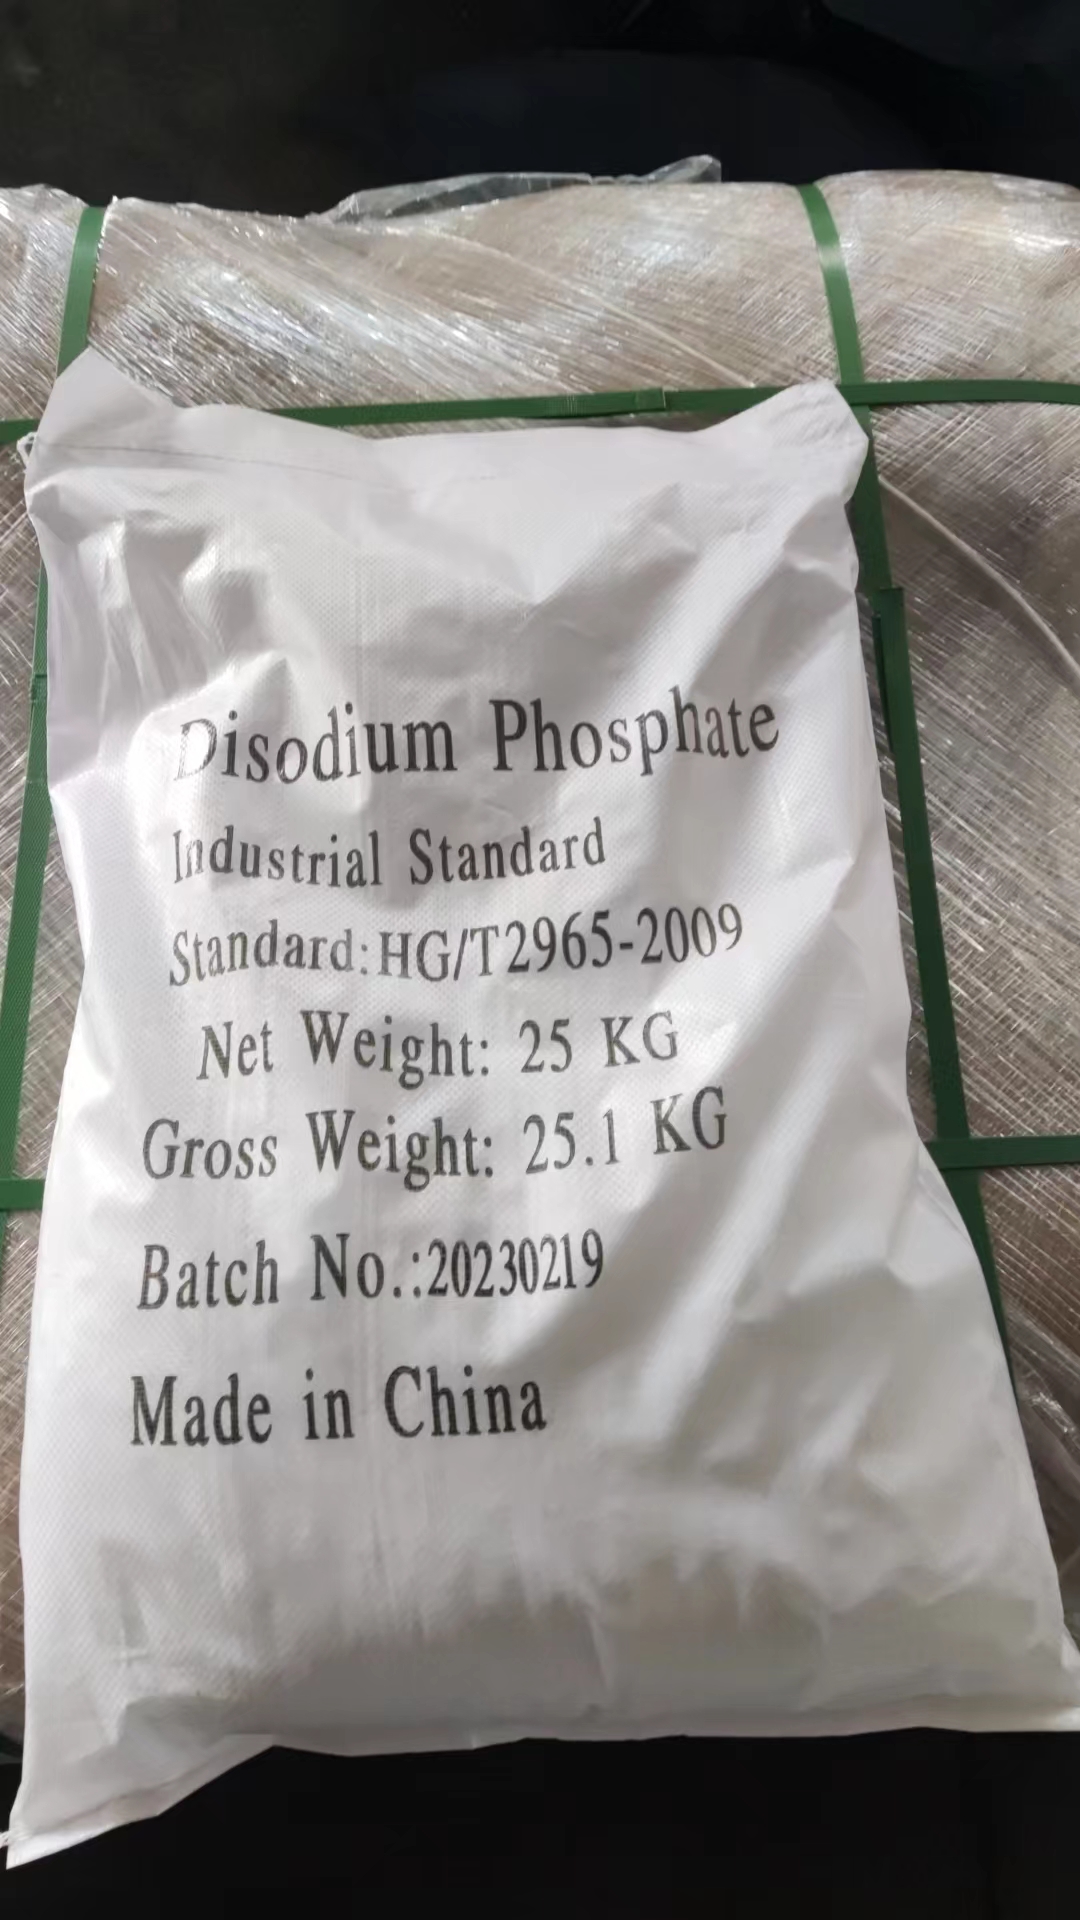 Disodium Phosphate
Industrial Standard
Standard:HG/T2965-2009
Net Weight: 25 KG
Gross Weight: 25.1 KG
Batch No.:20230219
Made in China